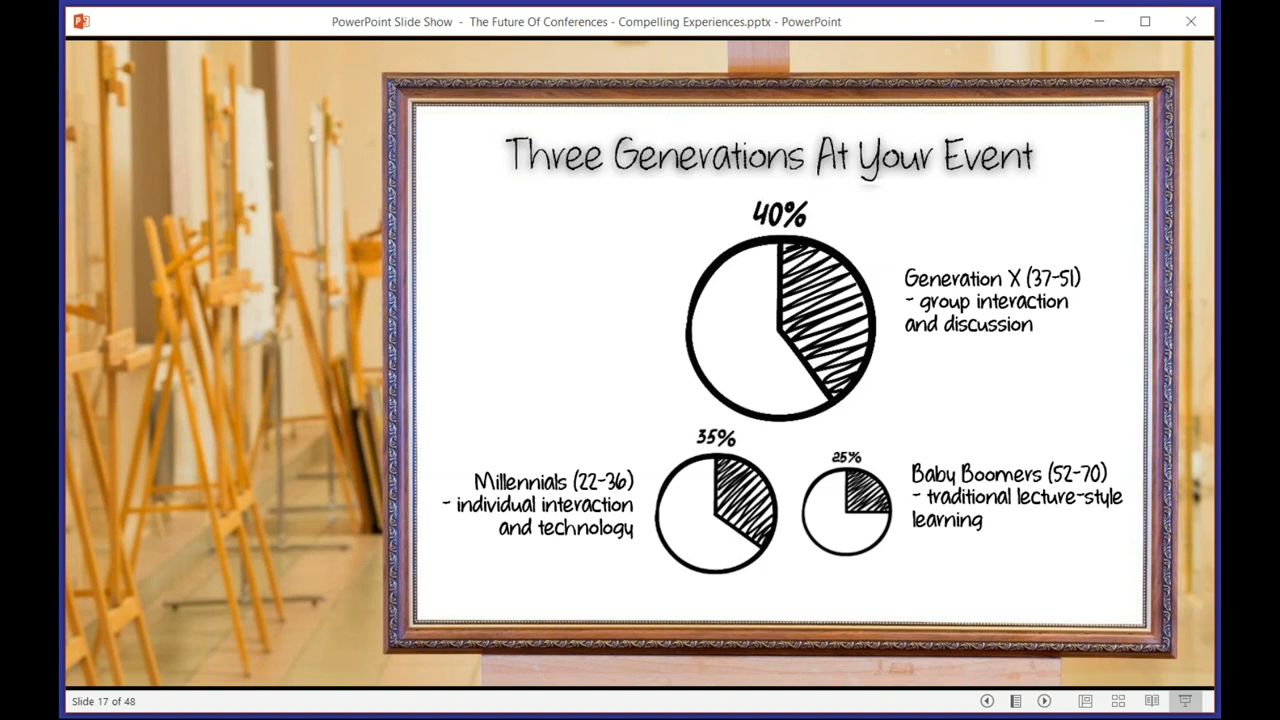 PowerPoint Slide Show - The Future Of Conferences - Compelling Experiences.pptx - PowerPoint
Three Generations At Your Event
40%
Generation X (37-51)
- group interaction
and discussion
35%
Millennials (22-36)
- individual interaction
and technology
25%
Baby Boomers (52-70)
- traditional lecture-style
learning
Slide 17 of 48